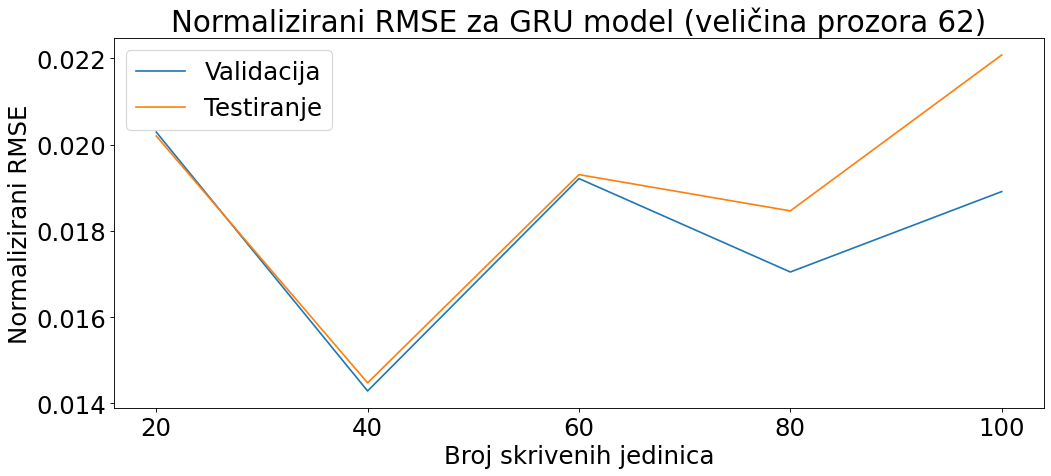 Normalizirani RMSE za GRU model (veličina prozora 62)
Validacija
Testiranje
Normalizirani RMSE
0.022
0.020
0.018
0.016
0.014
20 40 60 80 100
Broj skrivenih jedinica